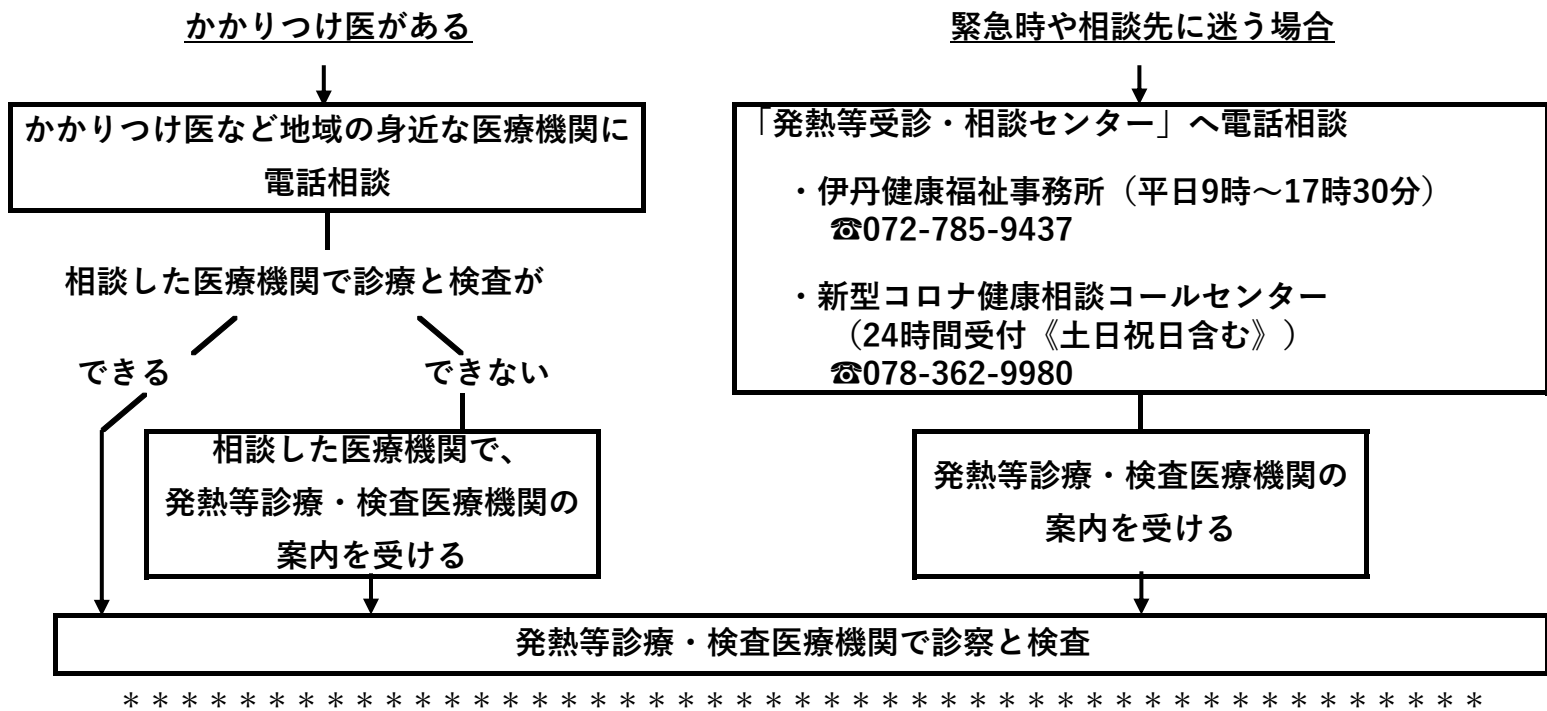 かかりつけ医がある
かかりつけ医など地域の身近な医療機関に
電話相談
相談した医療機関で診療と検査が
できる
できない
相談した医療機関で、
発熱等診療・検査医療機関の
案内を受ける
緊急時や相談先に迷う場合
「発熱等受診・相談センター」へ電話相談
・伊丹健康福祉事務所（平日9時～17時30分）
☎072-785-9437
・新型コロナ健康相談コールセンター
（24時間受付《土日祝日含む》）
☎078-362-9980
発熱等診療・検査医療機関の
案内を受ける
発熱等診療・検査医療機関で診察と検査
＊＊＊＊＊＊＊＊＊＊＊＊＊＊＊＊＊＊＊＊＊＊＊＊＊＊＊＊＊＊＊＊＊＊＊＊＊＊＊＊＊＊＊＊＊＊＊